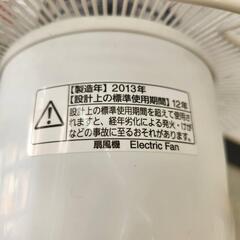 【製造年】2013年
【設計上の標準使用期間】12年
設計上の標準使用期間を超えて使用さ
れますと、経年劣化による発火・けが
などの事故に至るおそれがあります。
扇風機 Electric Fan